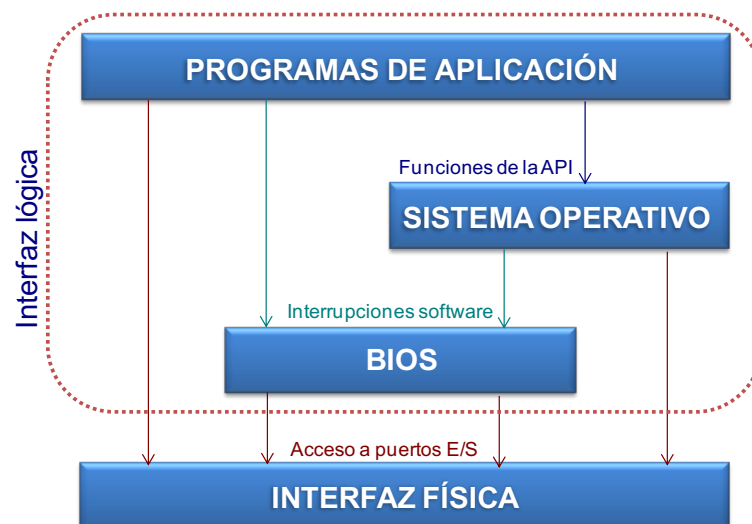 PROGRAMAS DE APLICACIÓN
Interfaz lógica
Funciones de la API
SISTEMA OPERATIVO
Interrupciones software
BIOS
Acceso a puertos E/S
INTERFAZ FÍSICA